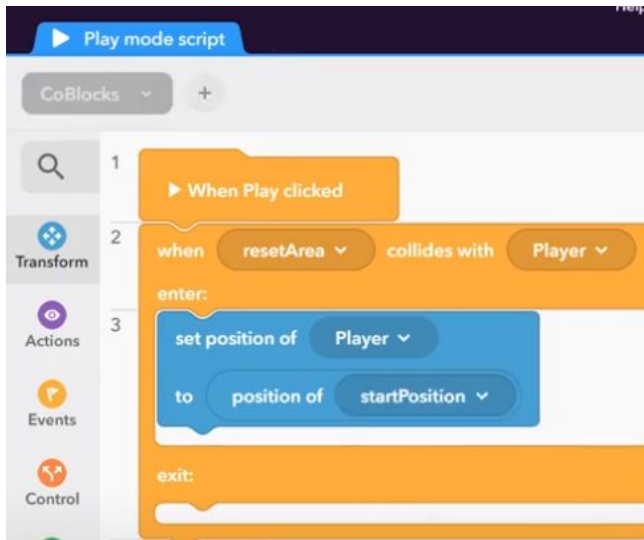 Help
Play mode script
CoBlocks
+
1
When Play clicked
2
when resetArea collides with Player
enter:
3
set position of Player
to position of startPosition
exit:
Transform
Actions
Events
Control